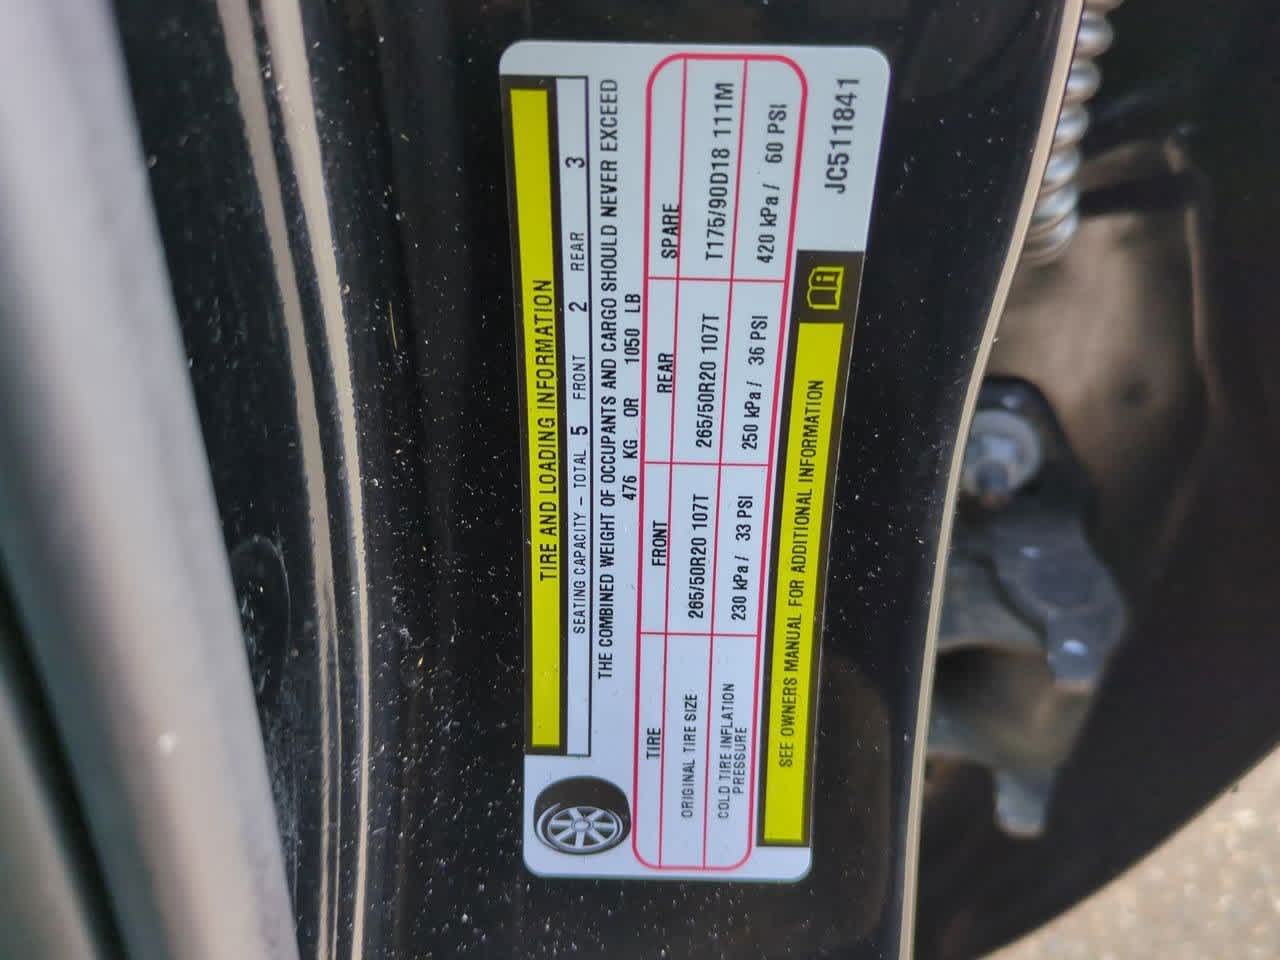 TIRE AND LOADING INFORMATION
SEATING CAPACITY - TOTAL 5 FRONT 2 REAR 3
THE COMBINED WEIGHT OF OCCUPANTS AND CARGO SHOULD NEVER EXCEED
476 KG OR 1050 LB
TIRE FRONT REAR SPARE
ORIGINAL TIRE SIZE 265/50R20 107T 265/50R20 107T T175/90D18 111M
COLD TIRE INFLATION PRESSURE 230 kPa / 33 PSI 250 kPa / 36 PSI 420 kPa / 60 PSI
SEE OWNERS MANUAL FOR ADDITIONAL INFORMATION
JC511841